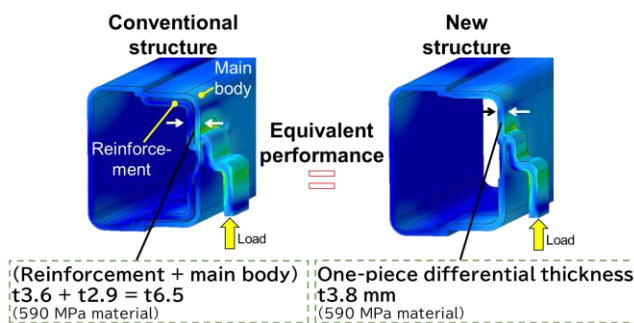 Conventional
structure
Main
body
Reinforce-
ment
Load
(Reinforcement + main body)
t3.6 + t2.9 = t6.5
(590 MPa material)
Equivalent
performance
=
New
structure
Load
One-piece differential thickness
t3.8 mm
(590 MPa material)